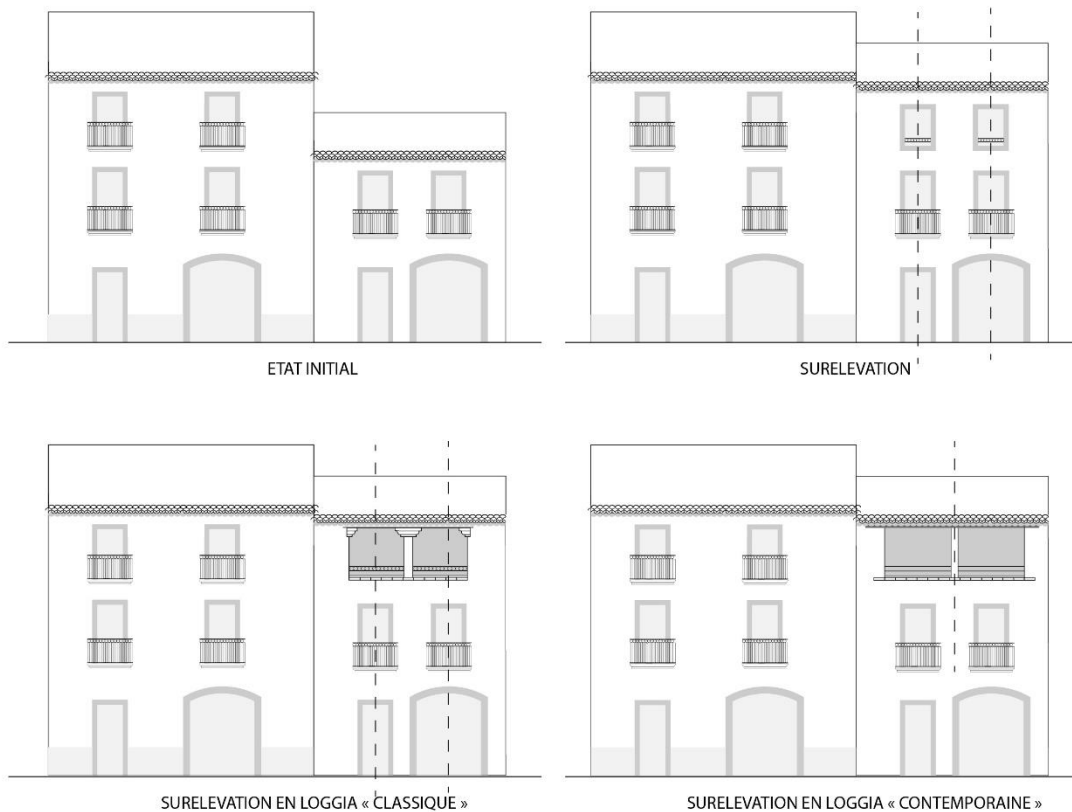 ETAT INITIAL
SURELEVATION
SURELEVATION EN LOGGIA « CLASSIQUE »
SURELEVATION EN LOGGIA « CONTEMPORAINE »